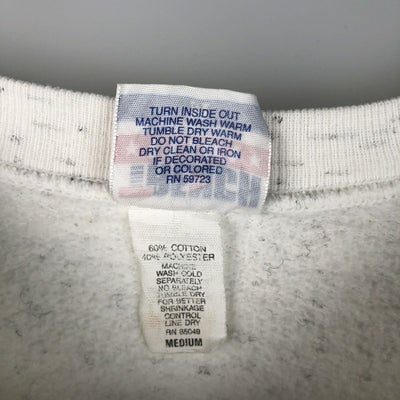 TURN INSIDE OUT
MACHINE WASH WARM
TUMBLE DRY WARM
DO NOT BLEACH
DRY CLEAN OR IRON
IF DECORATED
OR COLORED
RN 59723
60% COTTON
40% POLYESTER
MACHINE
WASH COLD
SEPARATELY
NO BLEACH
TUMBLE DRY
FOR BETTER
SHRINKAGE
CONTROL
LINE DRY
RN 65049
MEDIUM